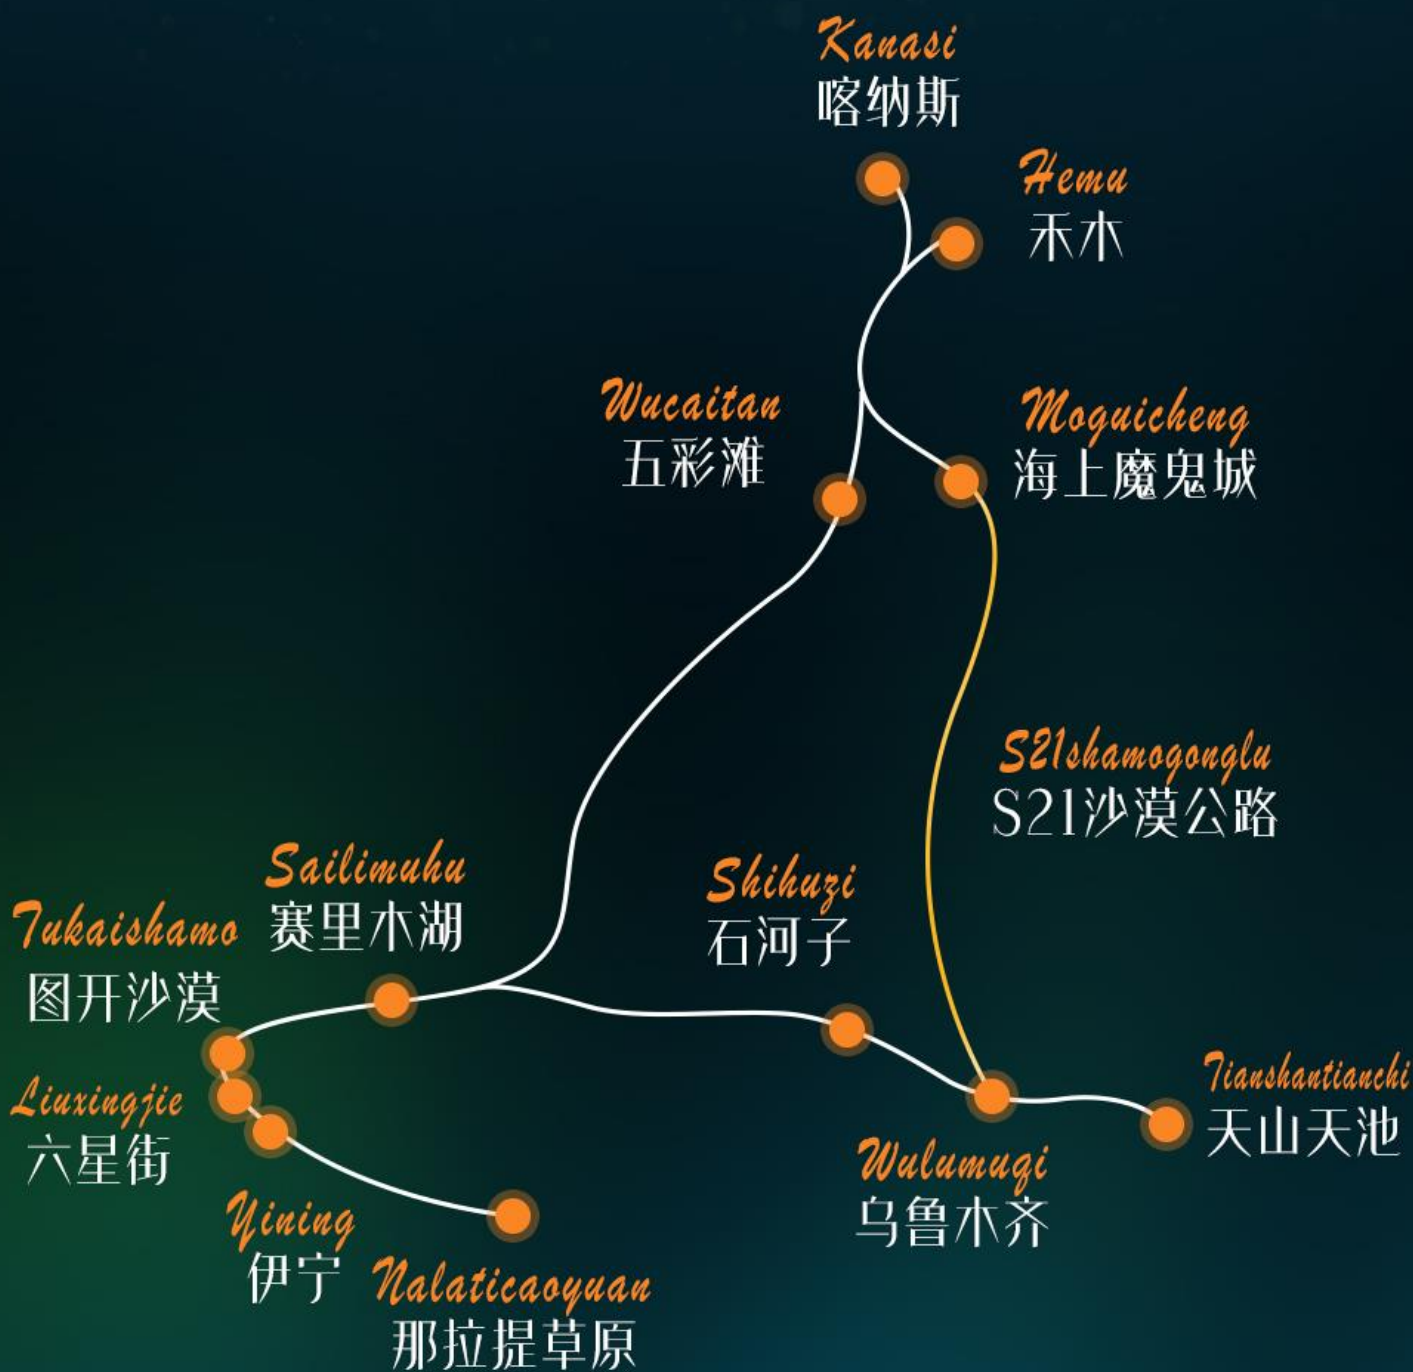 Kanasi
喀纳斯
Hemu
禾木
Wucaitan
五彩滩
Moguicheng
海上魔鬼城
S21shamogonglu
S21沙漠公路
Sailimuhu
赛里木湖
Shihuzi
石河子
Tukaishamo
图开沙漠
Liuxingjie
六星街
Tianshantianchi
天山天池
Wulumuqi
乌鲁木齐
Yining
伊宁
Nalaticaoyuan
那拉提草原